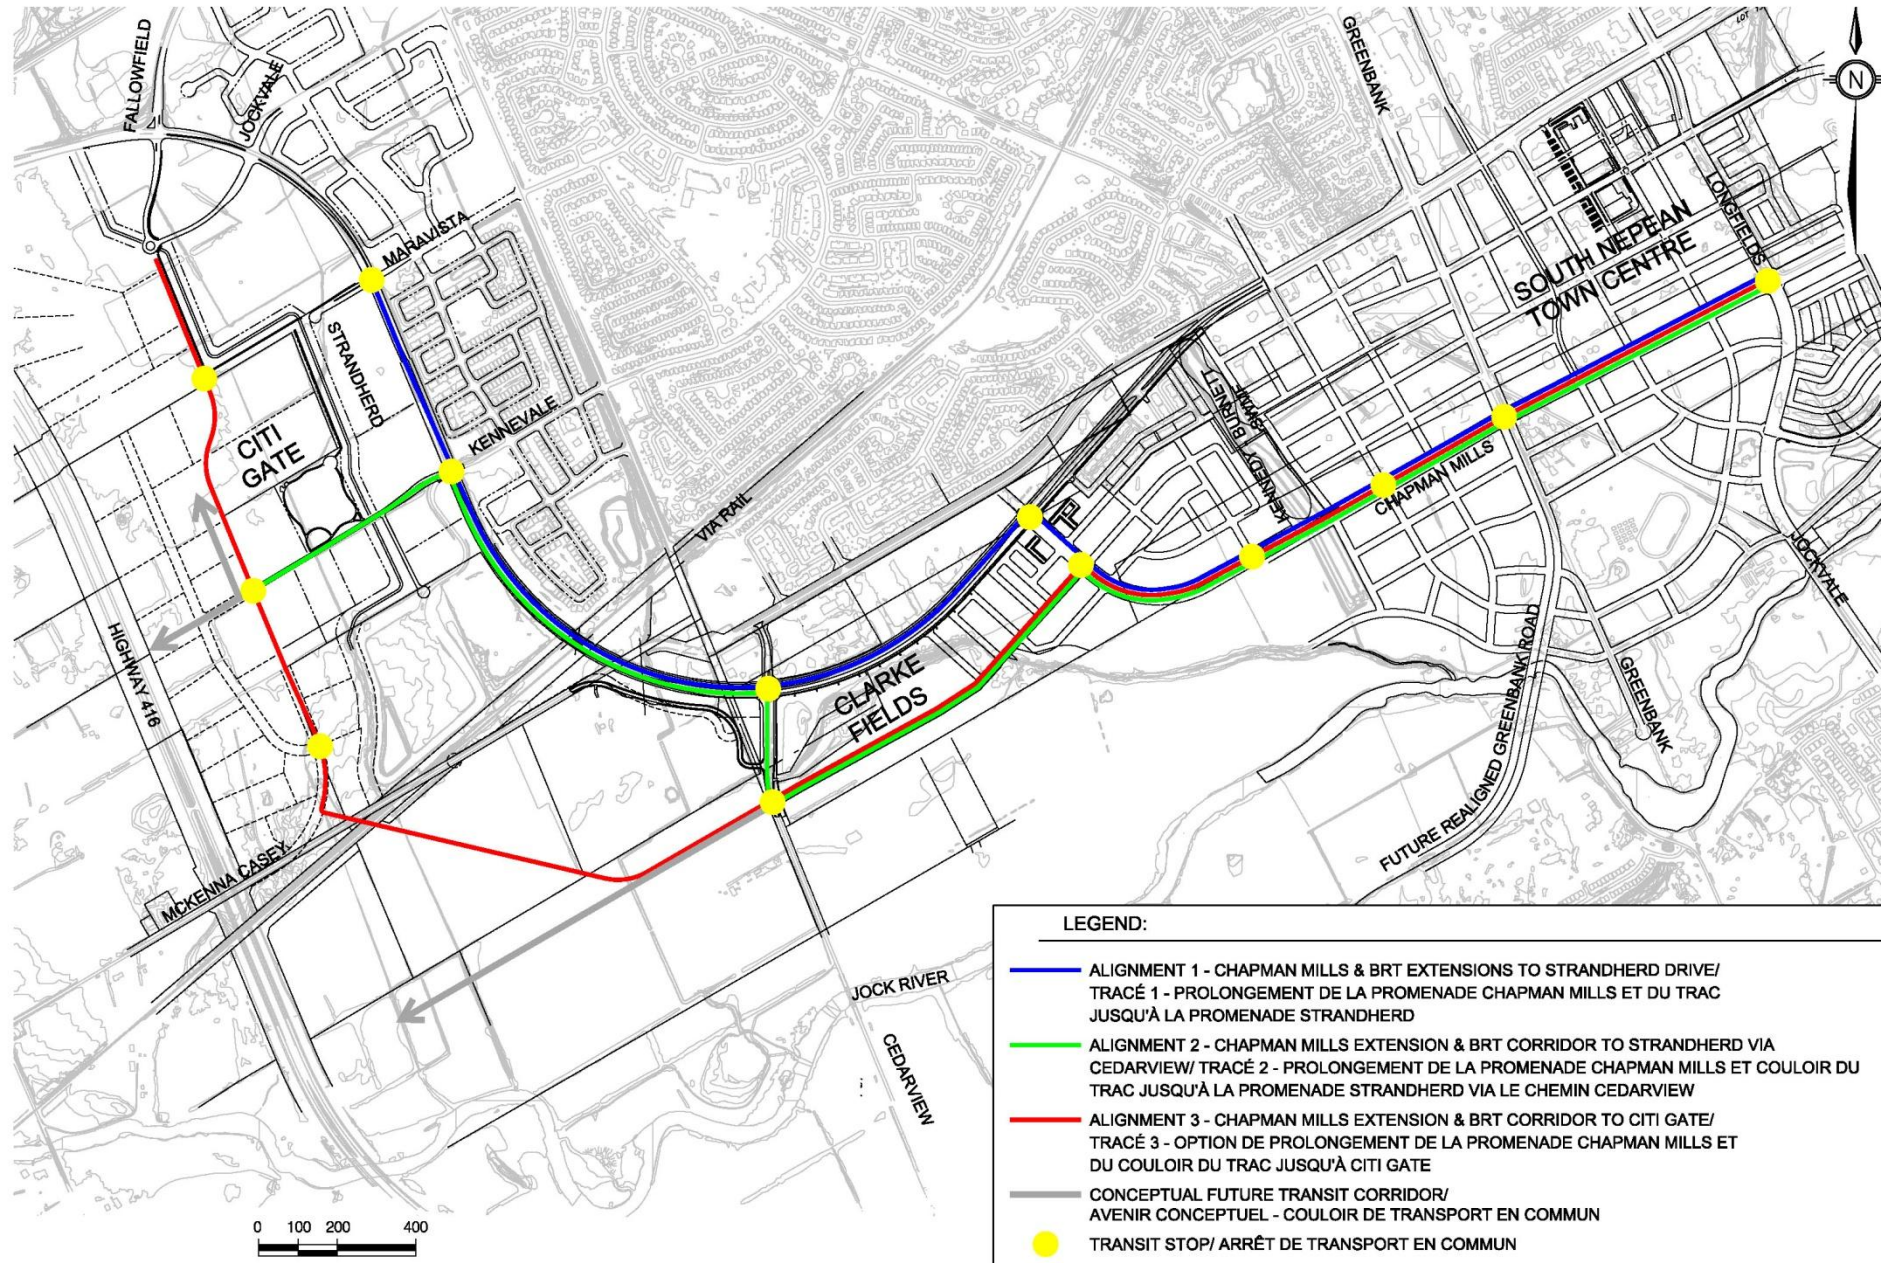 FALLOWFIELD
JOCKVALE
GREENBANK
N
LONGFIELDS
SOUTH NEPEAN
TOWN CENTRE
MARAVISTA
STRANDHERD
CITI
GATE
KENNEVALE
VITA RAIL
KENNEDY BURNETT
SWMF
CHAPMAN MILLS
JOCKVALE
HIGHWAY 416
CLARKE
FIELDS
GREENBANK
FUTURE REALIGNED GREENBANK ROAD
MCKENNA CASEY
JOCK RIVER
CEDARVIEW
0 100 200 400
LEGEND:
ALIGNMENT 1 - CHAPMAN MILLS & BRT EXTENSIONS TO STRANDHERD DRIVE/
TRACÉ 1 - PROLONGEMENT DE LA PROMENADE CHAPMAN MILLS ET DU TRAC
JUSQU'À LA PROMENADE STRANDHERD
ALIGNMENT 2 - CHAPMAN MILLS EXTENSION & BRT CORRIDOR TO STRANDHERD VIA
CEDARVIEW/ TRACÉ 2 - PROLONGEMENT DE LA PROMENADE CHAPMAN MILLS ET COULOIR DU
TRAC JUSQU'À LA PROMENADE STRANDHERD VIA LE CHEMIN CEDARVIEW
ALIGNMENT 3 - CHAPMAN MILLS EXTENSION & BRT CORRIDOR TO CITI GATE/
TRACÉ 3 - OPTION DE PROLONGEMENT DE LA PROMENADE CHAPMAN MILLS ET
DU COULOIR DU TRAC JUSQU'À CITI GATE
CONCEPTUAL FUTURE TRANSIT CORRIDOR/
AVENIR CONCEPTUEL - COULOIR DE TRANSPORT EN COMMUN
TRANSIT STOP/ ARRÊT DE TRANSPORT EN COMMUN